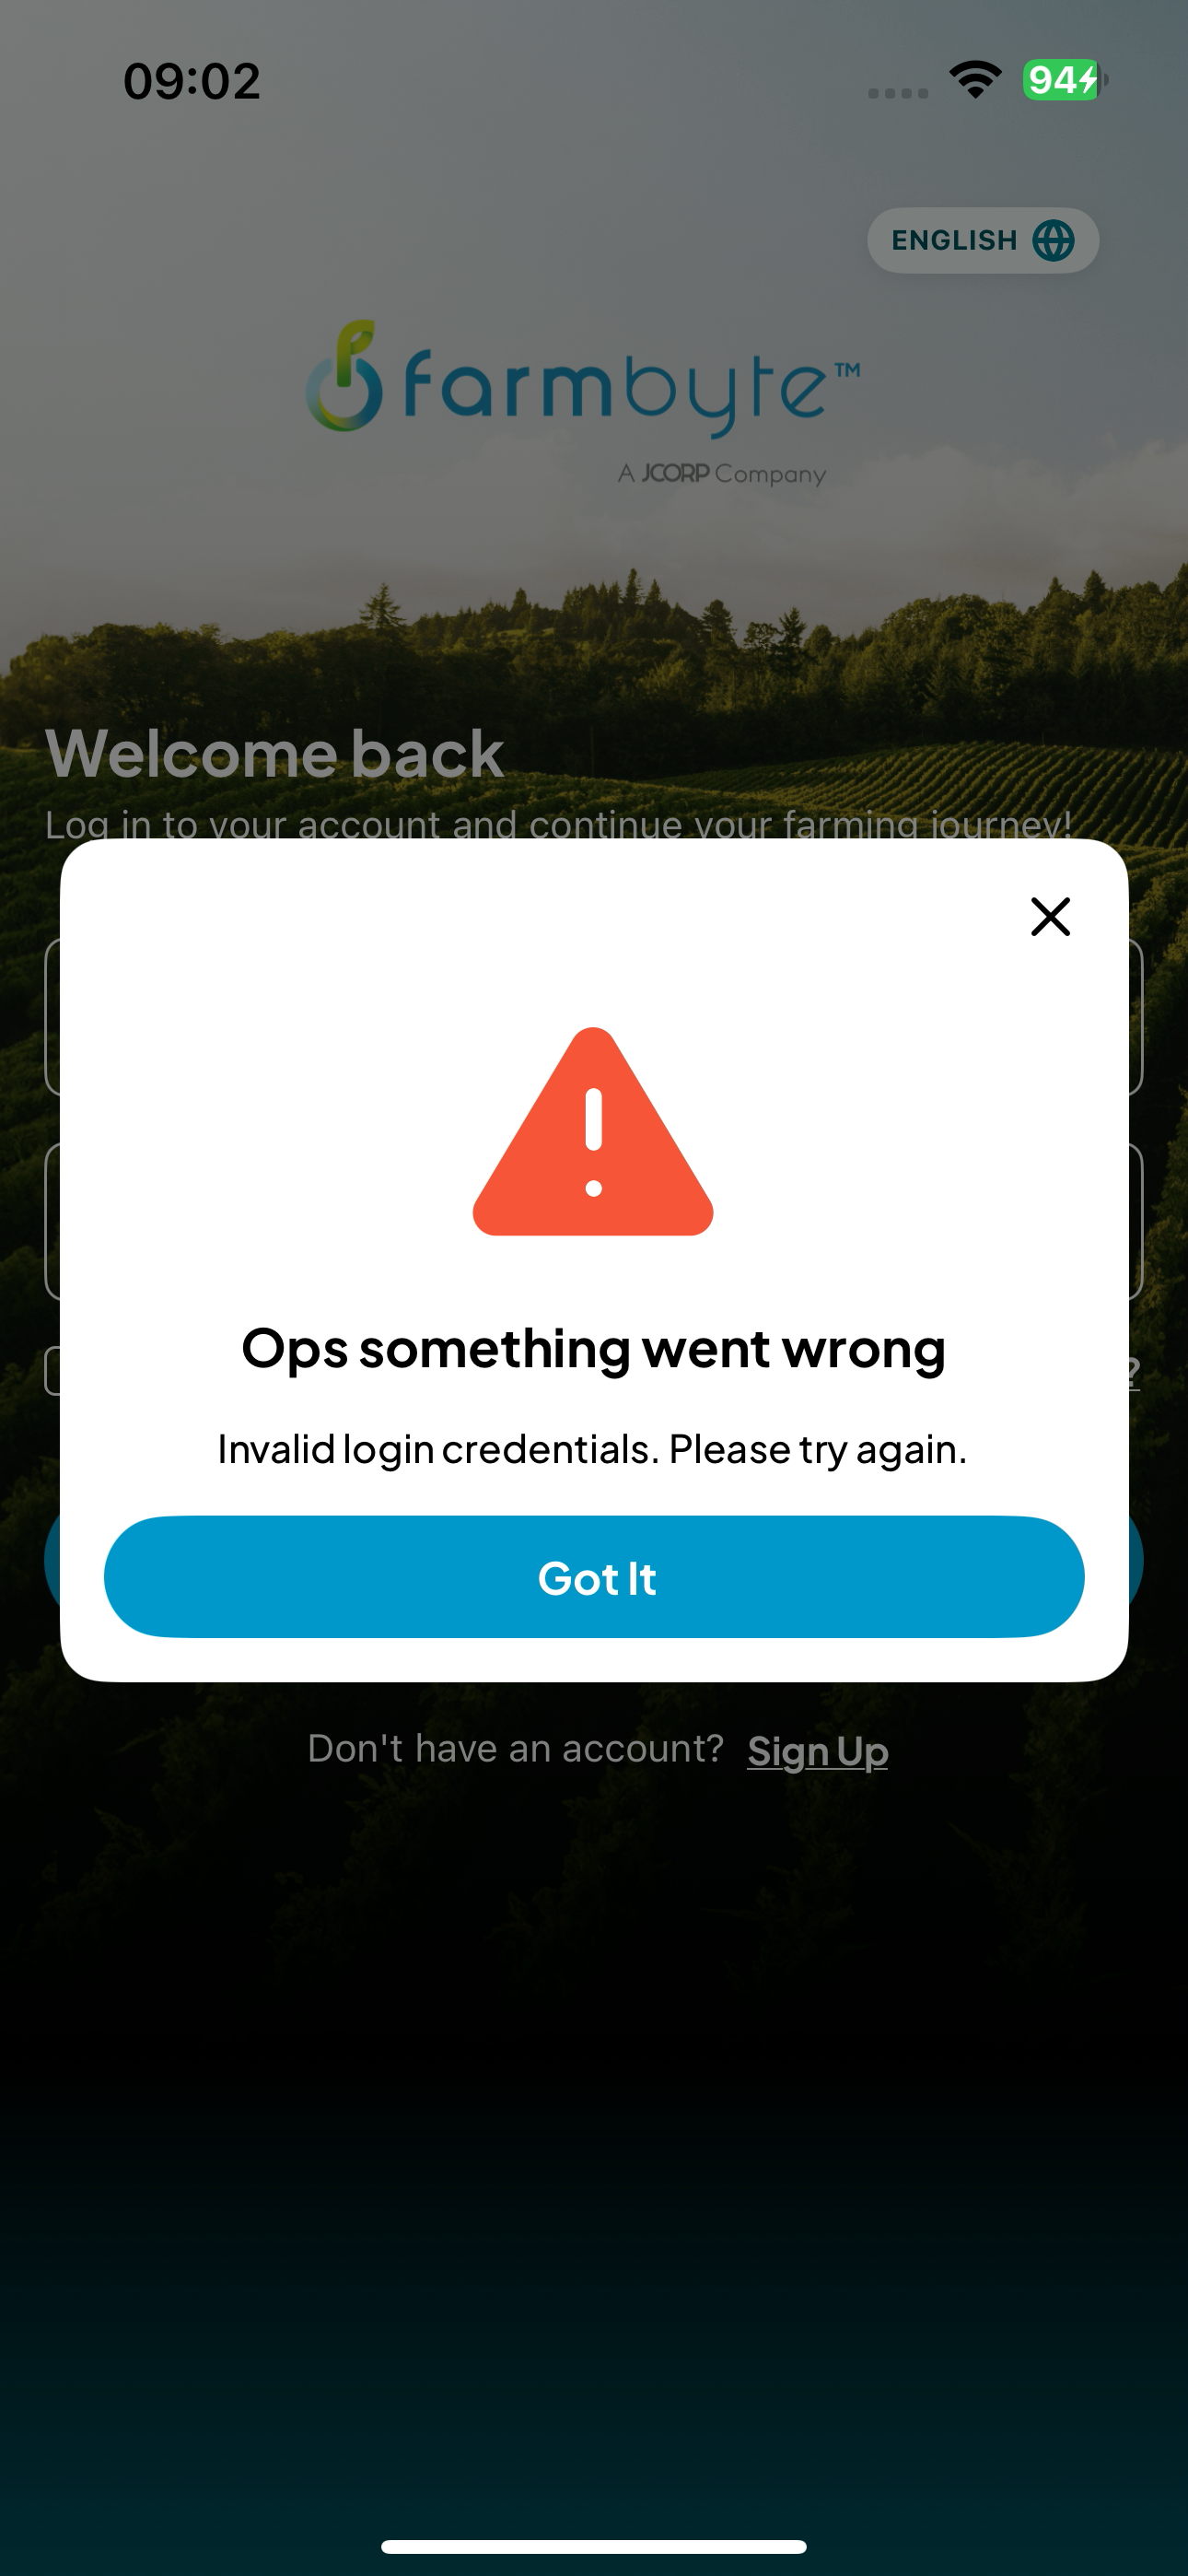 09:02
94
ENGLISH
farmbyte™
A JCORP Company
Welcome back
Log in to your account and continue your farming journey!
?
Ops something went wrong
Invalid login credentials. Please try again.
Got It
Don't have an account? Sign Up